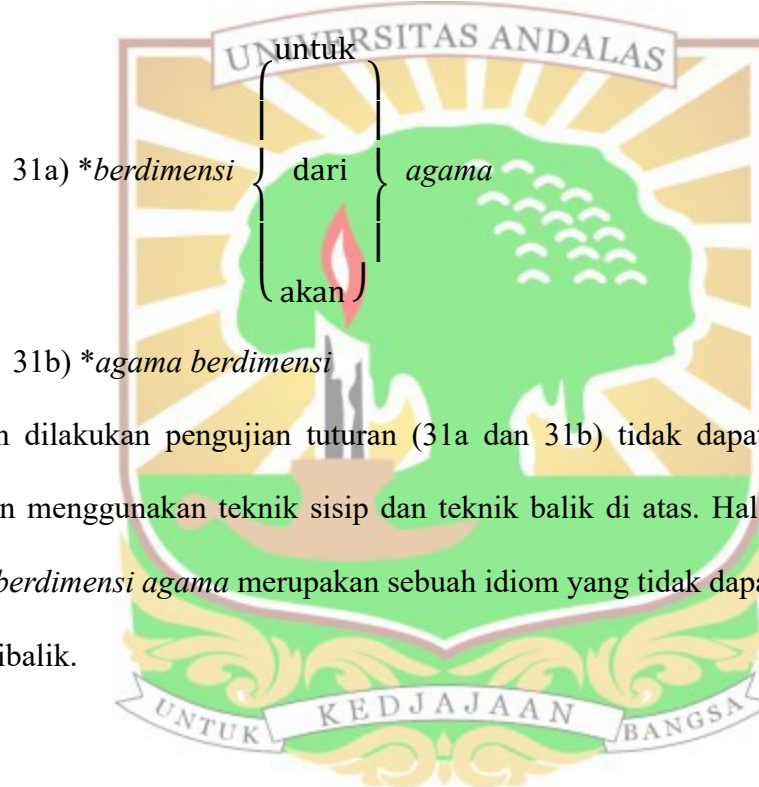 UNIVERSITAS ANDALAS
untuk
31a) *berdimensi dari agama
akan
31b) *agama berdimensi
dilakukan pengujian tuturan (31a dan 31b) tidak dapat
menggunakan teknik sisip dan teknik balik di atas. Hal
berdimensi agama merupakan sebuah idiom yang tidak
UNTUK KEDJAJAAN BANGSA